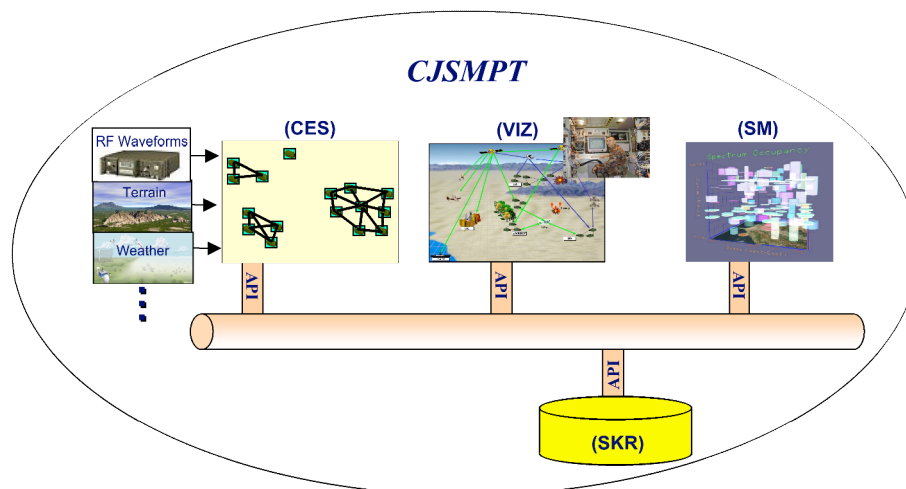 CJSMPT
(CES)
(VIZ)
(SM)
RF Waveforms
Terrain
Weather
Spectrum Occupancy
API
API
API
API
(SKR)